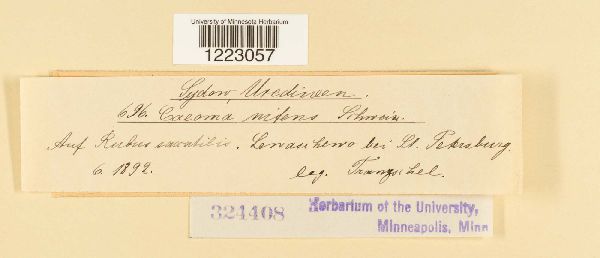 University of Minnesota Herbarium
1223057
Sydow, Uredineen.
696. Caeoma nitens Schwein.
Auf Rubus saxatilis. bei St. Petersburg.
6. 1892. leg. Tranzschel.
324408 Herbarium of the University,
Minneapolis, Minn